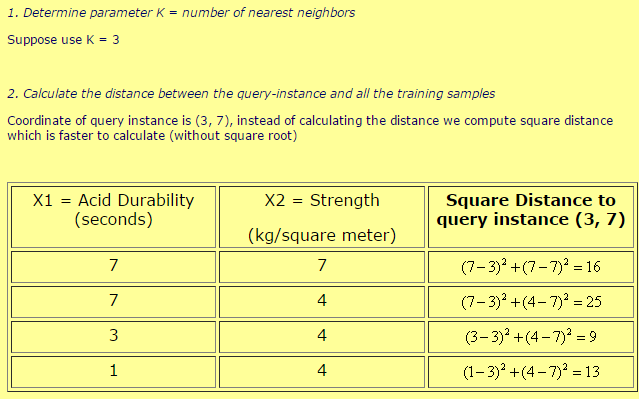 1. Determine parameter K = number of nearest neighbors
Suppose use K = 3
2. Calculate the distance between the query-instance and all the training samples
Coordinate of query instance is (3, 7), instead of calculating the distance we compute square distance
which is faster to calculate (without square root)
X1 = Acid Durability
(seconds)
X2 = Strength
(kg/square meter)
Square Distance to
query instance (3, 7)
7
7
(7−3)² +(7−7)² = 16
7
4
(7−3)² +(4−7)² = 25
3
4
(3−3)² +(4−7)² = 9
1
4
(1−3)² +(4−7)² = 13